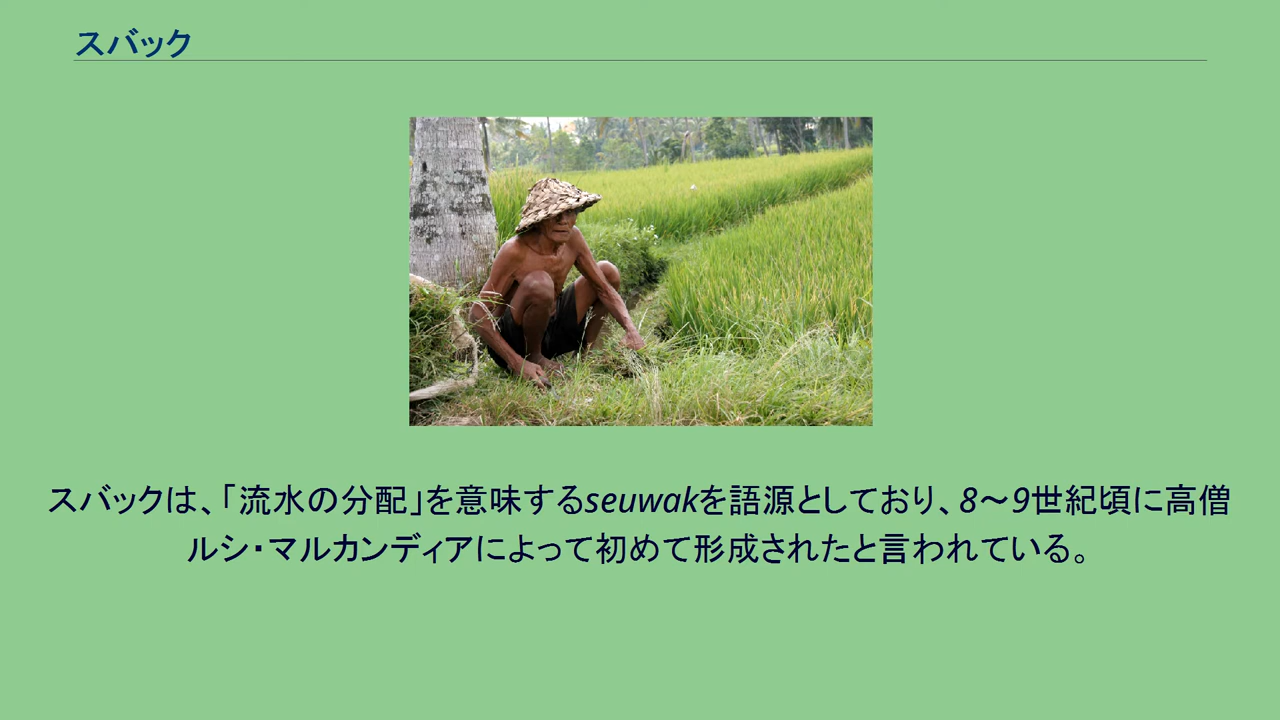 スバック
スバックは、「流水の分配」を意味するseuwakを語源としており、8～9世紀頃に高僧
ルシ・マルカンディアによって初めて形成されたと言われている。